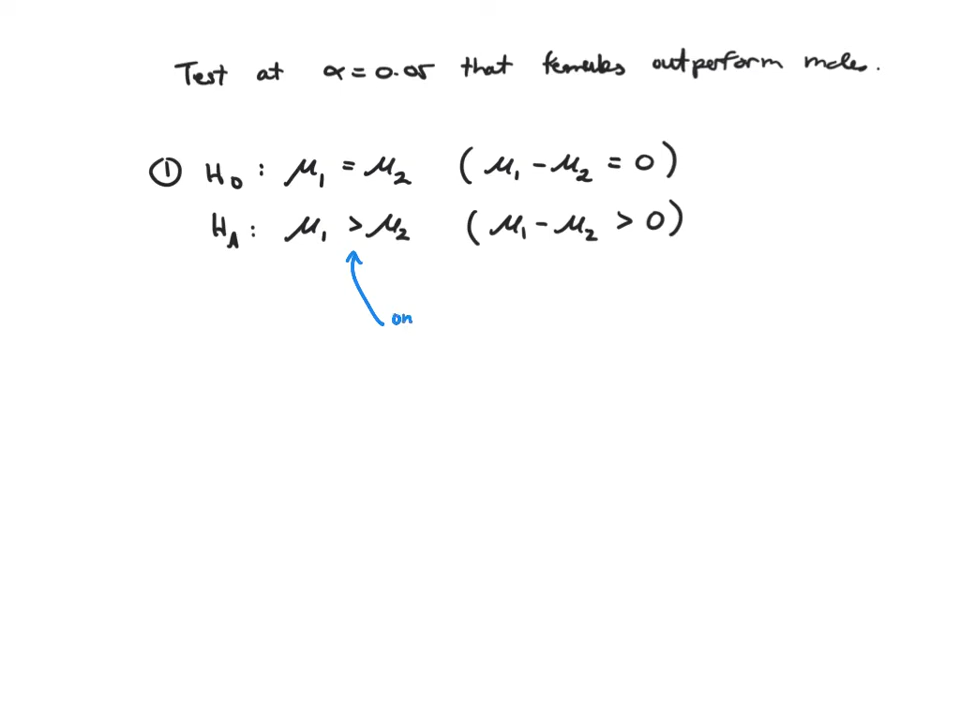 Test at α = 0.05 that females outperform males.
① H₀ : μ₁ = μ₂ ( μ₁ - μ₂ = 0 )
H_A : μ₁ > μ₂ ( μ₁ - μ₂ > 0 )
on